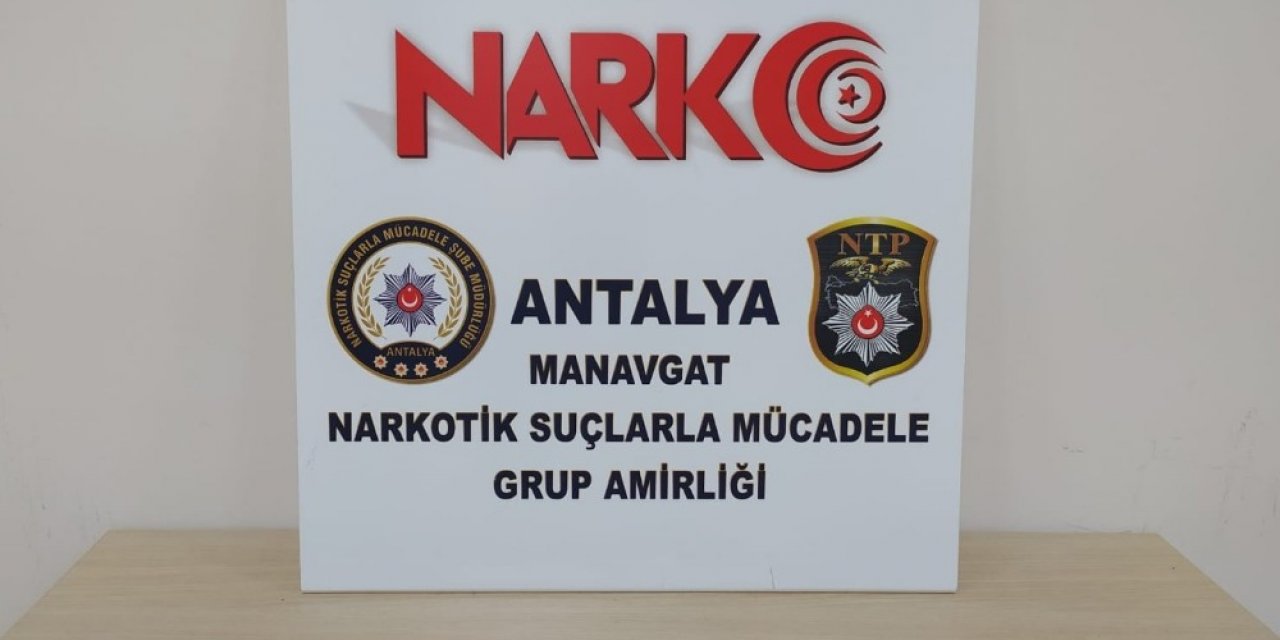 NARKO
NARKOTİK SUÇLARLA MÜCADELE ŞUBE MÜDÜRLÜĞÜ
ANTALYA
NTP
ANTALYA
MANAVGAT
NARKOTİK SUÇLARLA MÜCADELE
GRUP AMİRLİĞİ